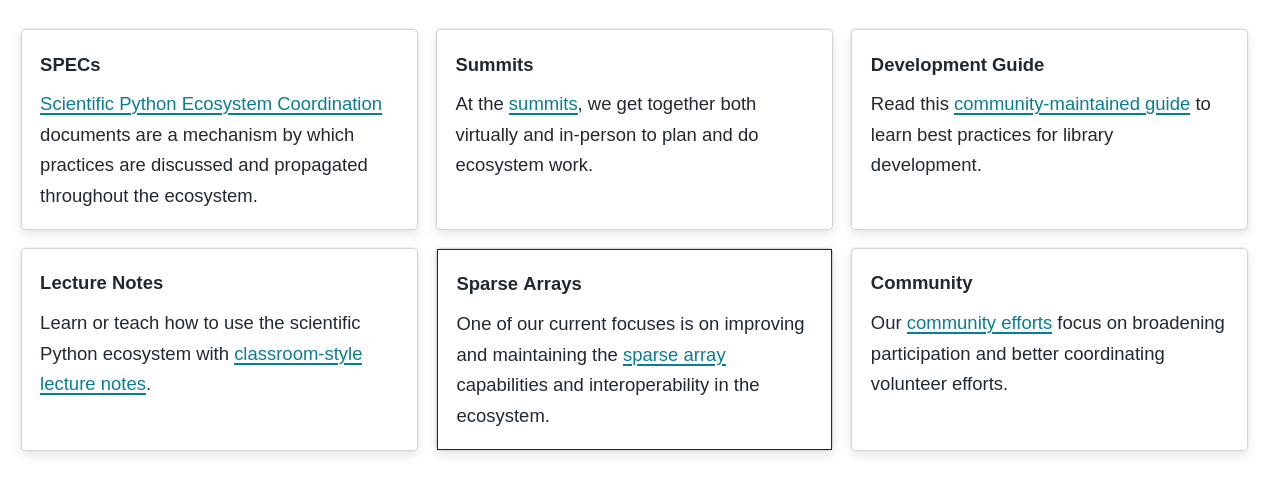 SPECs
Scientific Python Ecosystem Coordination
documents are a mechanism by which
practices are discussed and propagated
throughout the ecosystem.
Summits
At the summits, we get together both
virtually and in-person to plan and do
ecosystem work.
Development Guide
Read this community-maintained guide to
learn best practices for library
development.
Lecture Notes
Learn or teach how to use the scientific
Python ecosystem with classroom-style
lecture notes.
Sparse Arrays
One of our current focuses is on improving
and maintaining the sparse array
capabilities and interoperability in the
ecosystem.
Community
Our community efforts focus on broadening
participation and better coordinating
volunteer efforts.